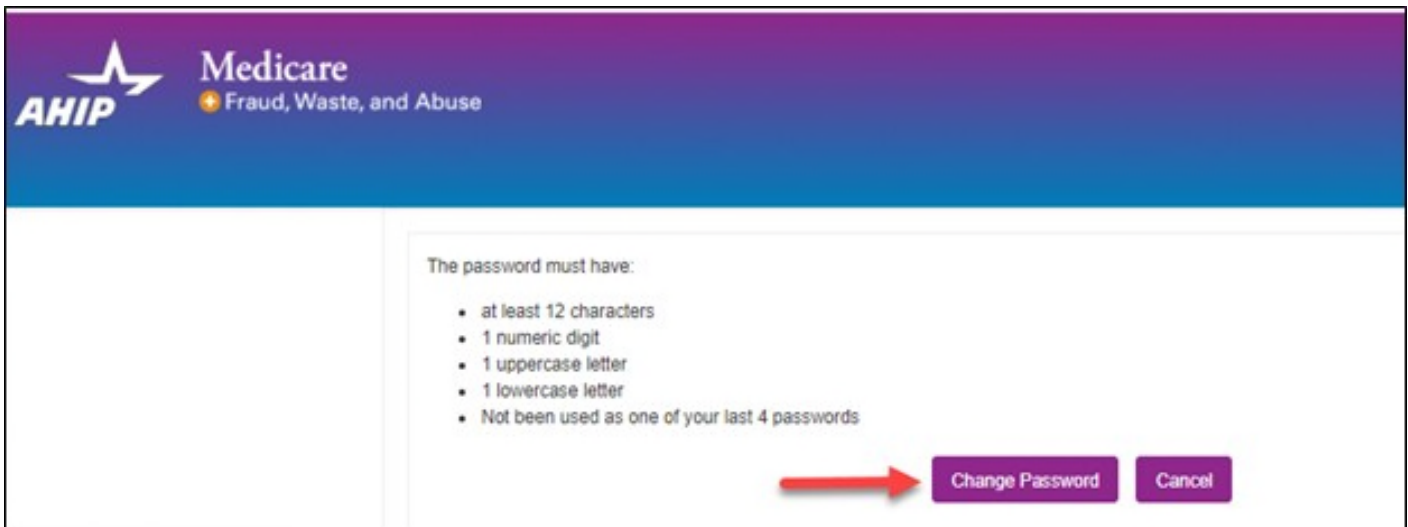 Medicare
AHIP
Fraud, Waste, and Abuse
The password must have:
at least 12 characters
1 numeric digit
1 uppercase letter
1 lowercase letter
Not been used as one of your last 4 passwords
Change Password Cancel